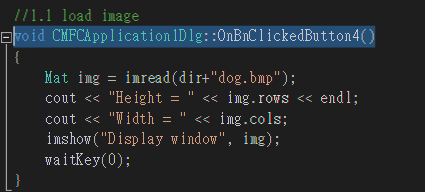 //1.1 load image
void CMFCApplication1Dlg::OnBnClickedButton4()
{
Mat img = imread(dir+"dog.bmp");
cout << "Height = " << img.rows << endl;
cout << "Width = " << img.cols;
imshow("Display window", img);
waitKey(0);
}